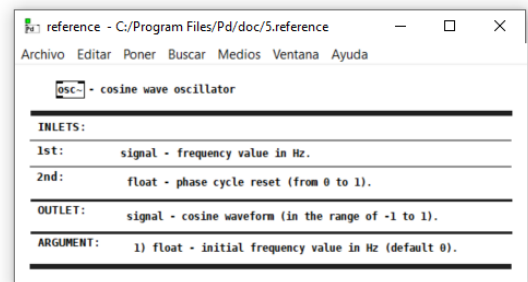 reference - C:/Program Files/Pd/doc/5.reference
Archivo Editar Poner Buscar Medios Ventana Ayuda
osc~ - cosine wave oscillator
INLETS:
1st: signal - frequency value in Hz.
2nd: float - phase cycle reset (from 0 to 1).
OUTLET: signal - cosine waveform (in the range of -1 to 1).
ARGUMENT: 1) float - initial frequency value in Hz (default 0).